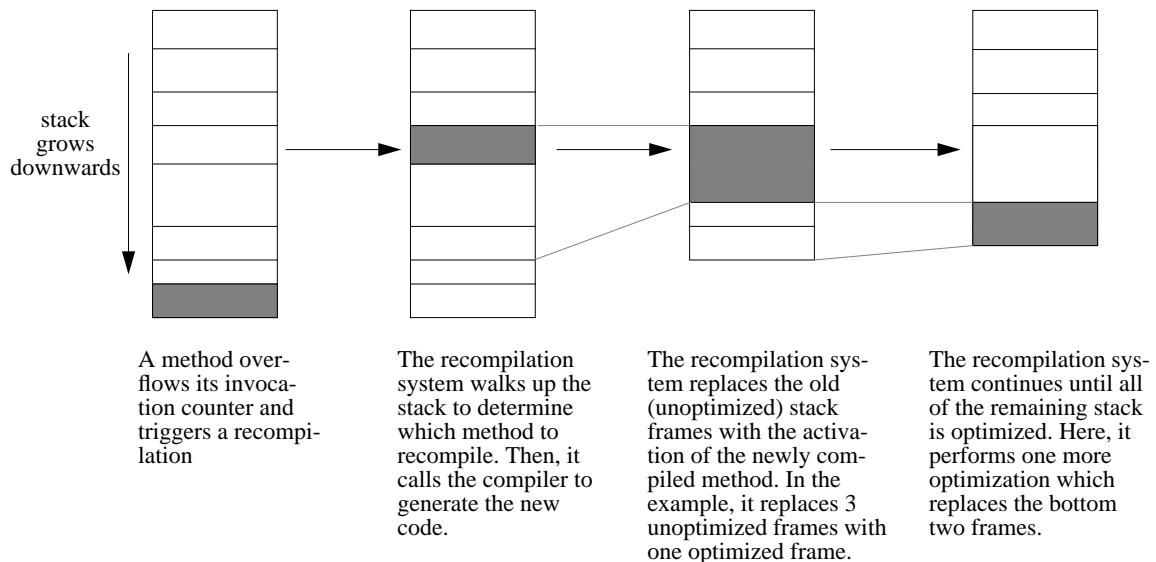 stack
grows
downwards
A method over-
flows its invoca-
tion counter and
triggers a recompi-
lation
The recompilation
system walks up the
stack to determine
which method to
recompile. Then, it
calls the compiler to
generate the new
code.
The recompilation sys-
tem replaces the old
(unoptimized) stack
frames with the activa-
tion of the newly com-
piled method. In the
example, it replaces 3
unoptimized frames with
one optimized frame.
The recompilation sys-
tem continues until all
of the remaining stack
is optimized. Here, it
performs one more
optimization which
replaces the bottom
two frames.